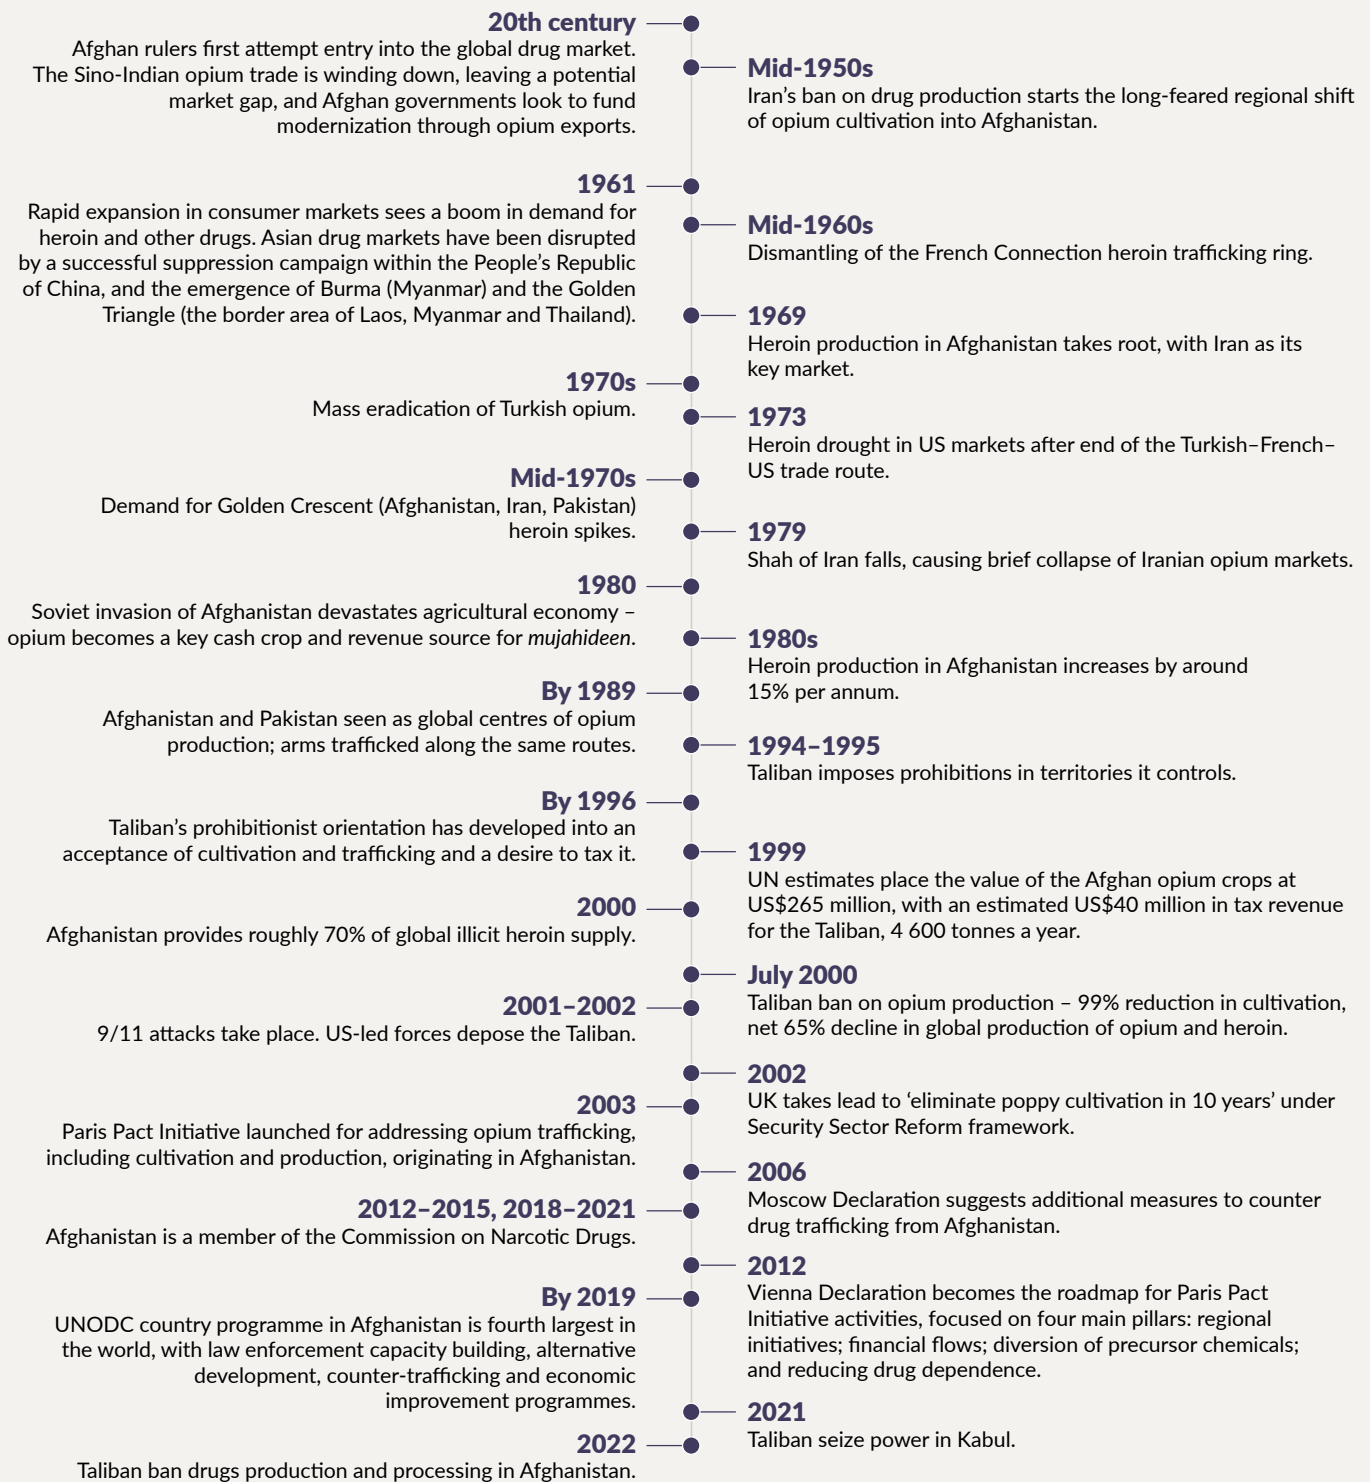 20th century
Afghan rulers first attempt entry into the global drug market.
The Sino-Indian opium trade is winding down, leaving a potential
market gap, and Afghan governments look to fund
modernization through opium exports.
Mid-1950s
Iran's ban on drug production starts the long-feared regional shift
of opium cultivation into Afghanistan.
1961
Rapid expansion in consumer markets sees a boom in demand for
heroin and other drugs. Asian drug markets have been disrupted
by a successful suppression campaign within the People's Republic
of China, and the emergence of Burma (Myanmar) and the Golden
Triangle (the border area of Laos, Myanmar and Thailand).
Mid-1960s
Dismantling of the French Connection heroin trafficking ring.
1969
Heroin production in Afghanistan takes root, with Iran as its
key market.
1970s
Mass eradication of Turkish opium.
1973
Heroin drought in US markets after end of the Turkish–French–
US trade route.
Mid-1970s
Demand for Golden Crescent (Afghanistan, Iran, Pakistan)
heroin spikes.
1979
Shah of Iran falls, causing brief collapse of Iranian opium markets.
1980
Soviet invasion of Afghanistan devastates agricultural economy –
opium becomes a key cash crop and revenue source for mujahideen.
1980s
Heroin production in Afghanistan increases by around
15% per annum.
By 1989
Afghanistan and Pakistan seen as global centres of opium
production; arms trafficked along the same routes.
1994–1995
Taliban imposes prohibitions in territories it controls.
By 1996
Taliban's prohibitionist orientation has developed into an
acceptance of cultivation and trafficking and a desire to tax it.
1999
UN estimates place the value of the Afghan opium crops at
US$265 million, with an estimated US$40 million in tax revenue
for the Taliban, 4 600 tonnes a year.
2000
Afghanistan provides roughly 70% of global illicit heroin supply.
July 2000
Taliban ban on opium production – 99% reduction in cultivation,
net 65% decline in global production of opium and heroin.
2001–2002
9/11 attacks take place. US-led forces depose the Taliban.
2002
UK takes lead to 'eliminate poppy cultivation in 10 years' under
Security Sector Reform framework.
2003
Paris Pact Initiative launched for addressing opium trafficking,
including cultivation and production, originating in Afghanistan.
2006
Moscow Declaration suggests additional measures to counter
drug trafficking from Afghanistan.
2012–2015, 2018–2021
Afghanistan is a member of the Commission on Narcotic Drugs.
2012
Vienna Declaration becomes the roadmap for Paris Pact
Initiative activities, focused on four main pillars: regional
initiatives; financial flows; diversion of precursor chemicals;
and reducing drug dependence.
By 2019
UNODC country programme in Afghanistan is fourth largest in
the world, with law enforcement capacity building, alternative
development, counter-trafficking and economic
improvement programmes.
2021
Taliban seize power in Kabul.
2022
Taliban ban drugs production and processing in Afghanistan.